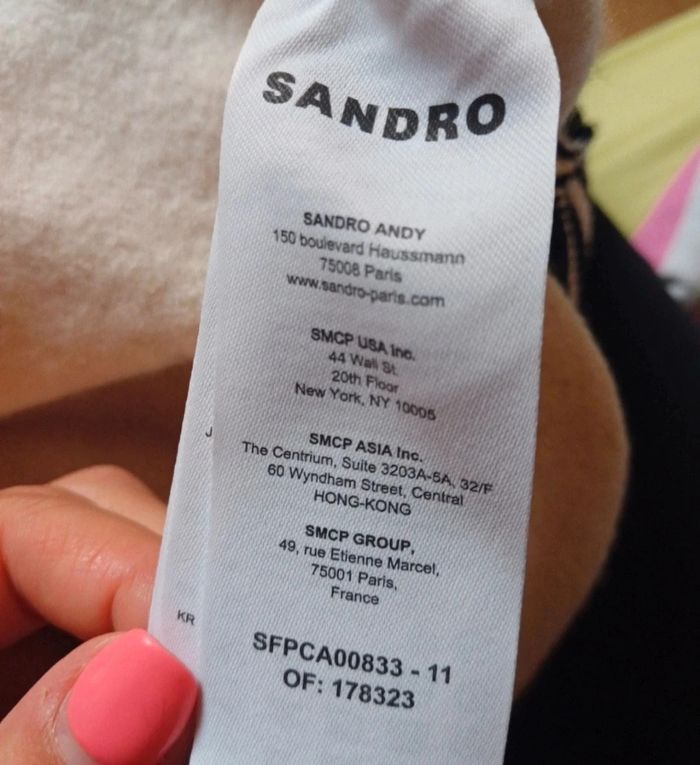 SANDRO
SANDRO ANDY
150 boulevard Haussmann
75008 Paris
www.sandro-paris.com
SMCP USA Inc.
44 Wall St.
20th Floor
New York, NY 10005
SMCP ASIA Inc.
The Centrium, Suite 3203A-5A, 32/F
60 Wyndham Street, Central
HONG-KONG
SMCP GROUP,
49, rue Etienne Marcel,
75001 Paris,
France
SFPCA00833 - 11
OF: 178323
J
KR